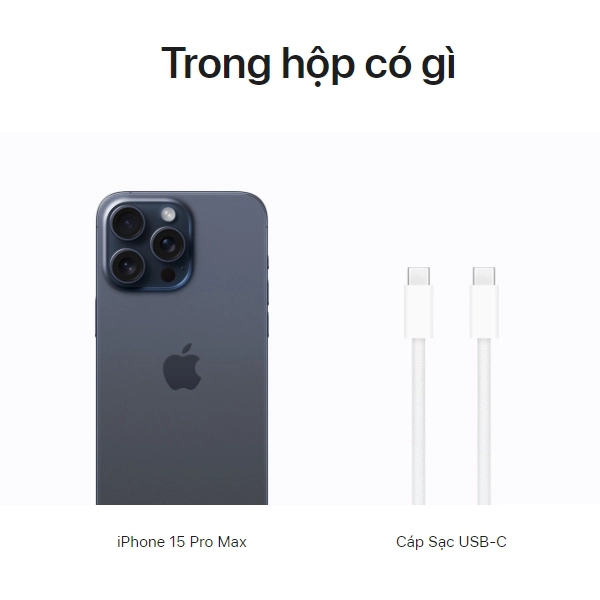 Trong hộp có gì
iPhone 15 Pro Max
Cáp Sạc USB-C